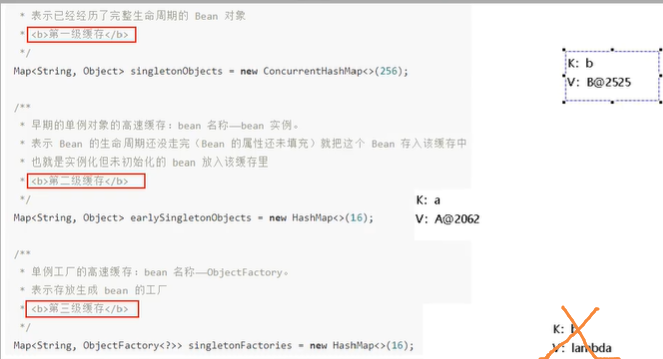 * 表示已经经历了完整生命周期的 Bean 对象
* <b>第一级缓存</b>
*/
Map<String, Object> singletonObjects = new ConcurrentHashMap<>(256);
K: b
V: B@2525
/**
* 早期的单例对象的高速缓存：bean 名称—bean 实例。
* 表示 Bean 的生命周期还没走完（Bean 的属性还未填充）就把这个 Bean 存入该缓存中
* 也就是实例化但未初始化的 bean 放入该缓存里
* <b>第二级缓存</b>
*/
Map<String, Object> earlySingletonObjects = new HashMap<>(16);
K: a
V: A@2062
/**
* 单例工厂的高速缓存：bean 名称—ObjectFactory。
* 表示存放生成 bean 的工厂
* <b>第三级缓存</b>
*/
Map<String, ObjectFactory<?>> singletonFactories = new HashMap<>(16);
K: b
V: lambda